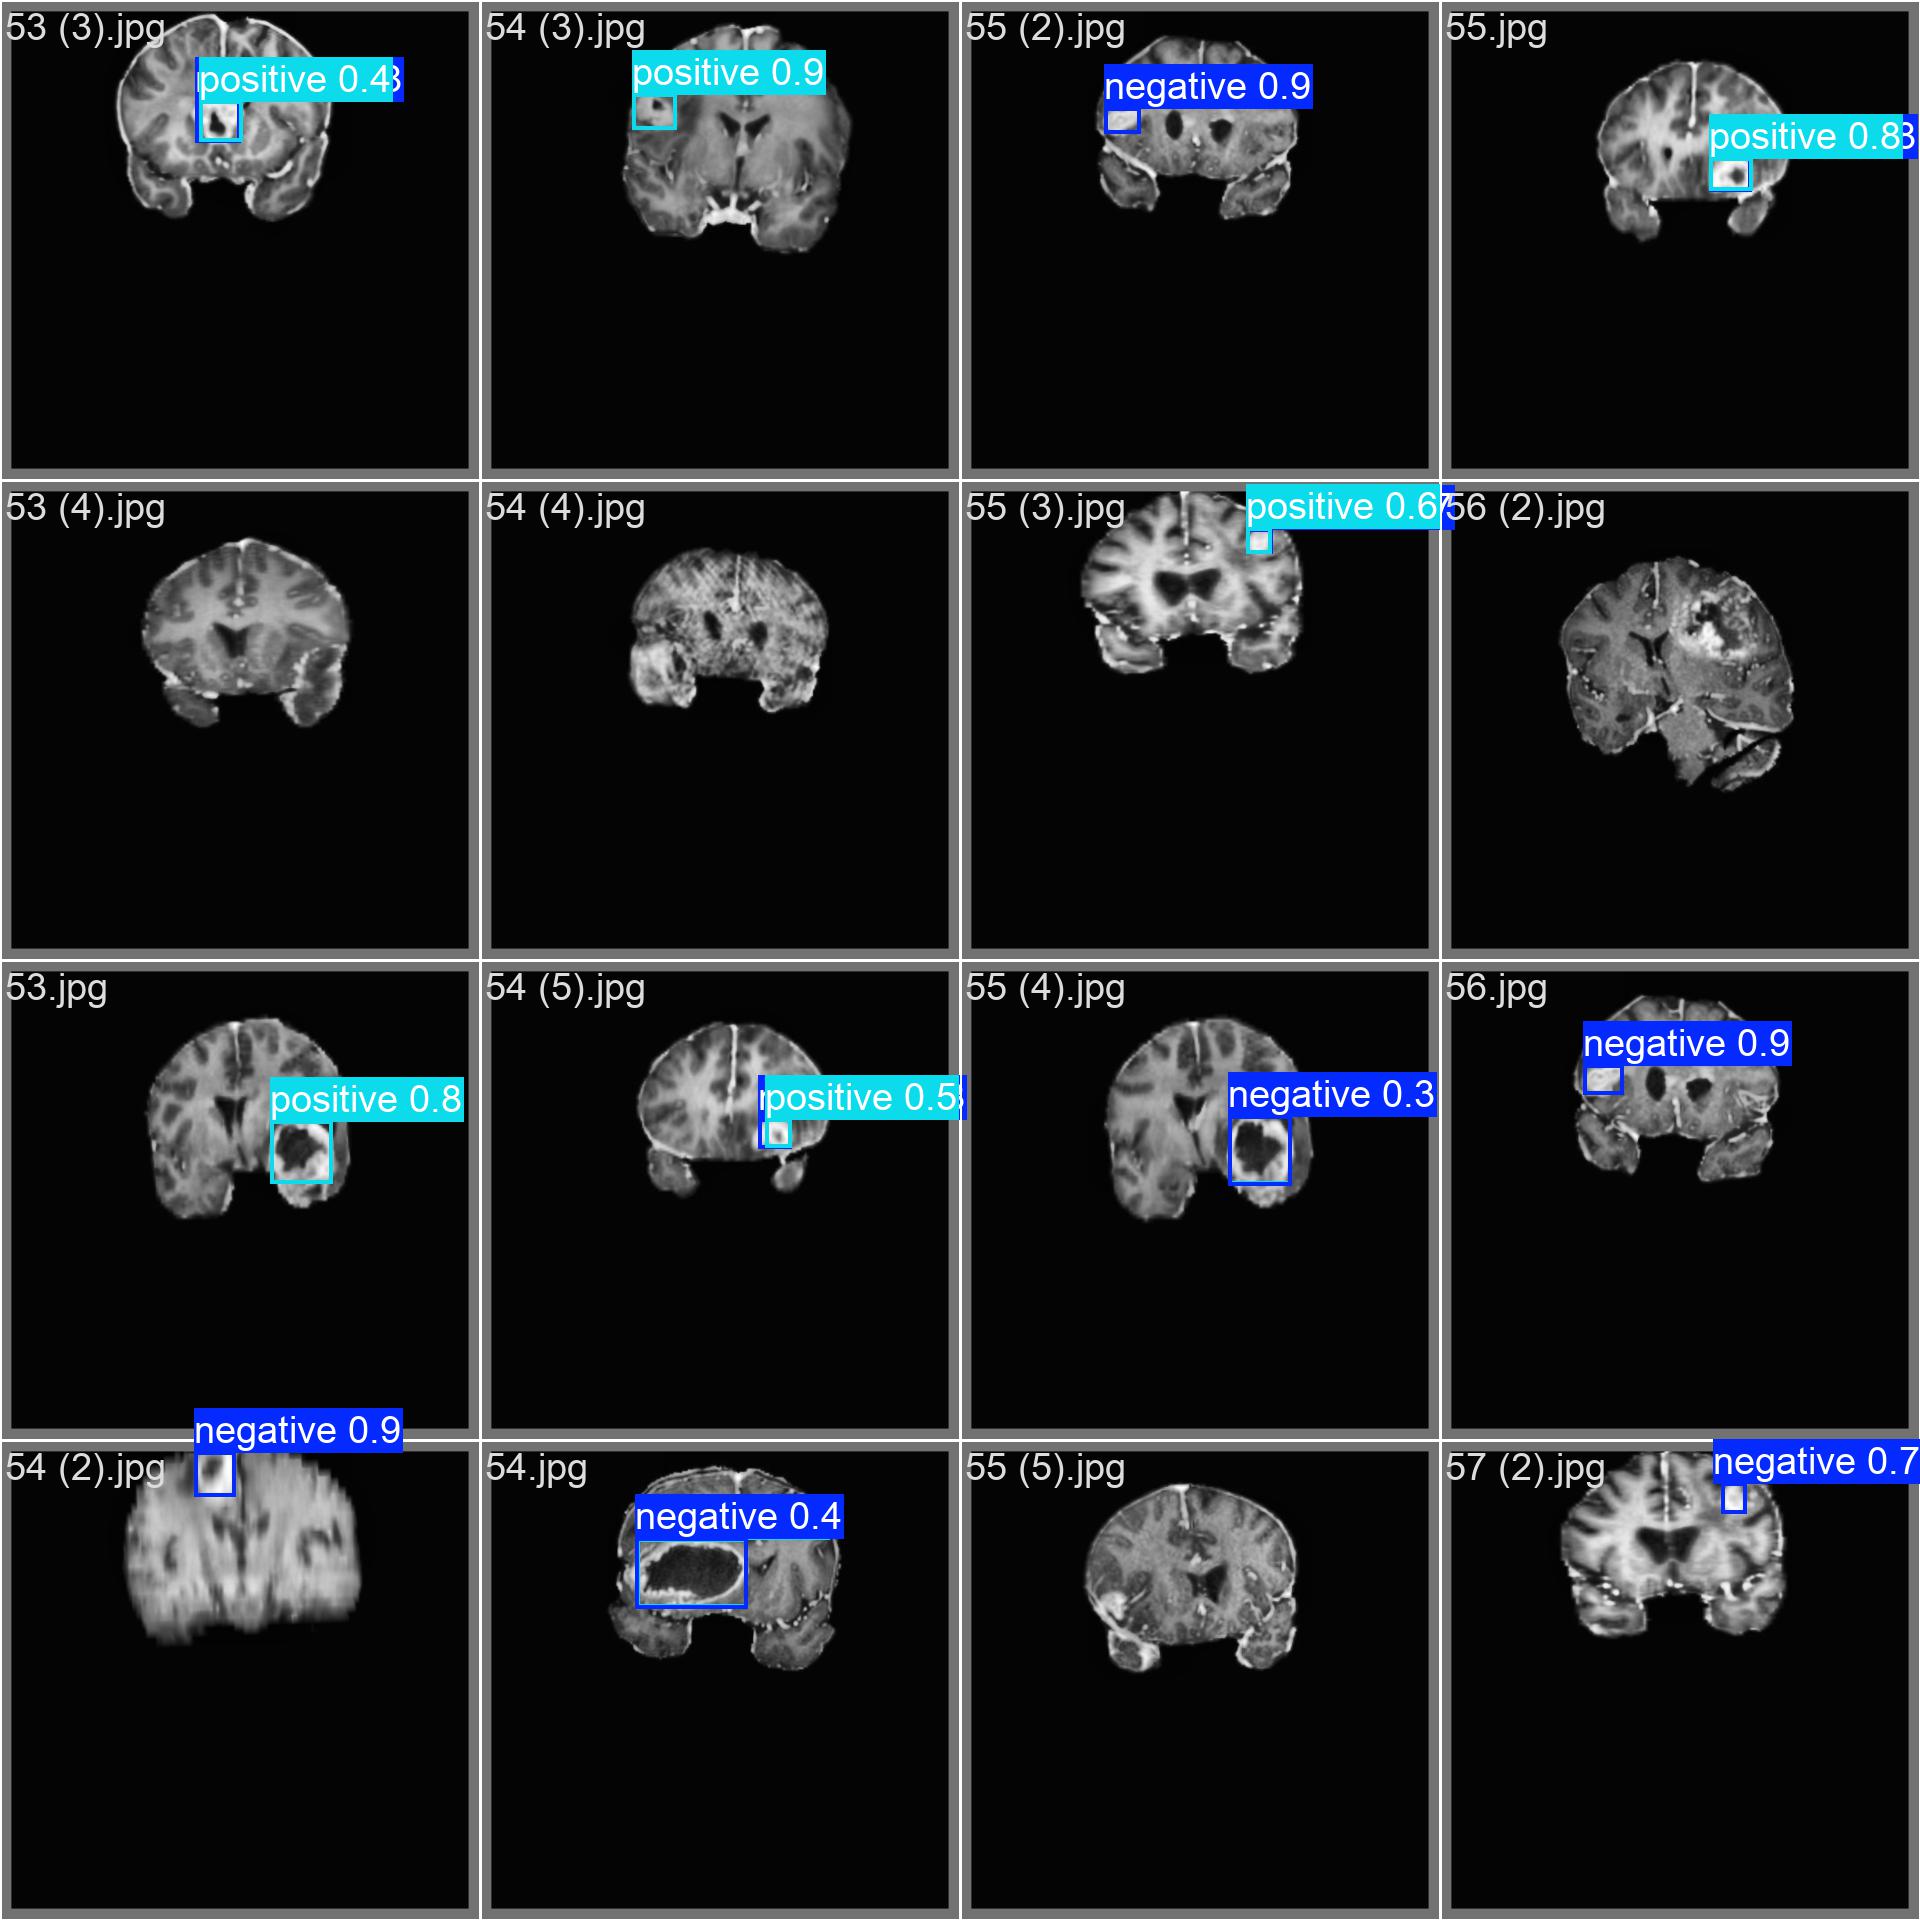 53 (3).jpg
positive 0.4
54 (3).jpg
positive 0.9
55 (2).jpg
negative 0.9
55.jpg
positive 0.8
53 (4).jpg
54 (4).jpg
55 (3).jpg
positive 0.6
56 (2).jpg
53.jpg
positive 0.8
54 (5).jpg
positive 0.5
55 (4).jpg
negative 0.3
56.jpg
negative 0.9
54 (2).jpg
negative 0.9
54.jpg
negative 0.4
55 (5).jpg
57 (2).jpg
negative 0.7